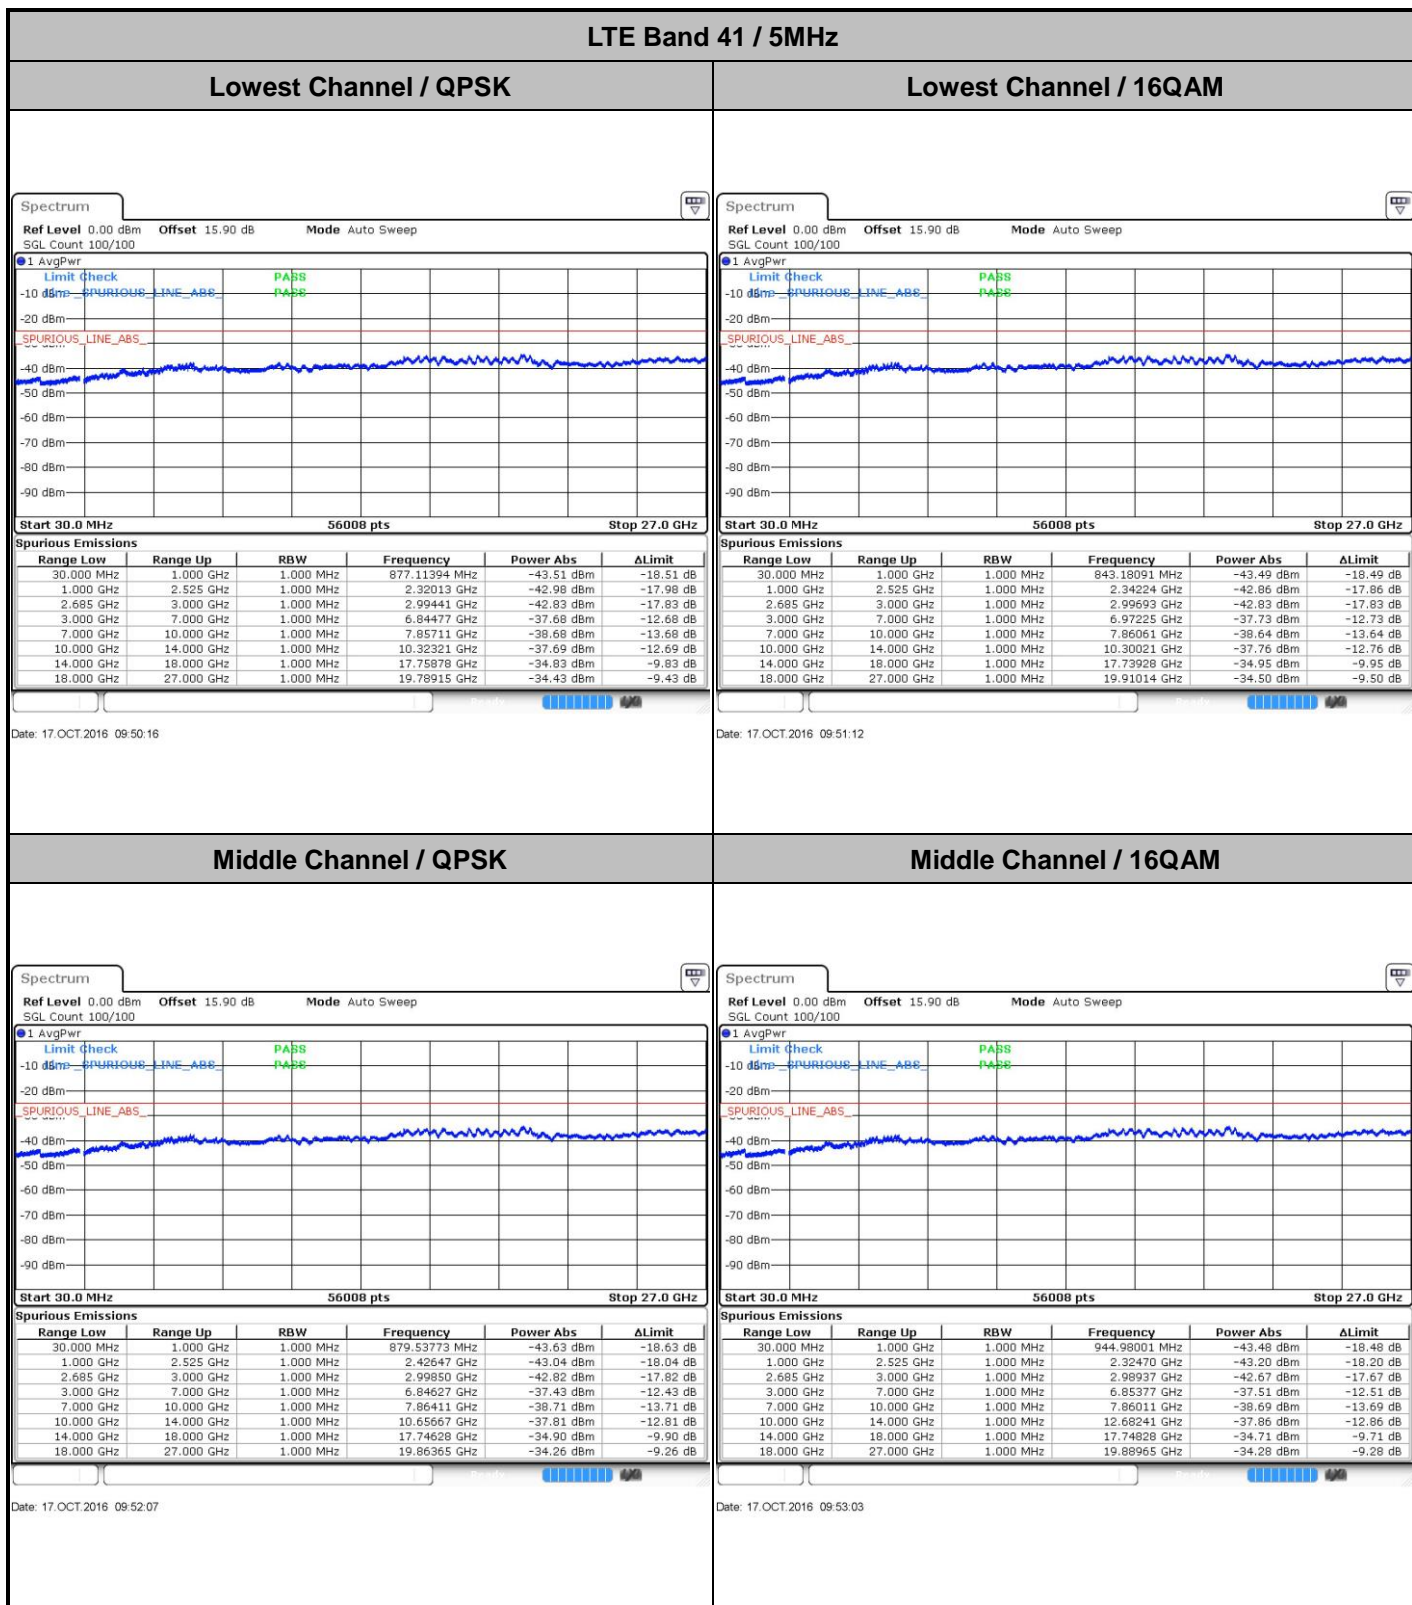 LTE Band 41 / 5MHz
Lowest Channel / QPSK
Lowest Channel / 16QAM
Spectrum
Ref Level 0.00 dBm Offset 15.90 dB Mode Auto Sweep
SGL Count 100/100
1 AvgPwr
Limit Check PASS
Line _SPURIOUS_LINE_ABS_ PASS
-10 dBm
-20 dBm
_SPURIOUS_LINE_ABS_
-40 dBm
-50 dBm
-60 dBm
-70 dBm
-80 dBm
-90 dBm
Start 30.0 MHz 56008 pts Stop 27.0 GHz
Spurious Emissions
Range Low Range Up RBW Frequency Power Abs ΔLimit
30.000 MHz 1.000 GHz 1.000 MHz 877.11394 MHz -43.51 dBm -18.51 dB
1.000 GHz 2.525 GHz 1.000 MHz 2.32013 GHz -42.98 dBm -17.98 dB
2.685 GHz 3.000 GHz 1.000 MHz 2.99441 GHz -42.83 dBm -17.83 dB
3.000 GHz 7.000 GHz 1.000 MHz 6.84477 GHz -37.68 dBm -12.68 dB
7.000 GHz 10.000 GHz 1.000 MHz 7.85711 GHz -38.68 dBm -13.68 dB
10.000 GHz 14.000 GHz 1.000 MHz 10.32321 GHz -37.69 dBm -12.69 dB
14.000 GHz 18.000 GHz 1.000 MHz 17.75878 GHz -34.83 dBm -9.83 dB
18.000 GHz 27.000 GHz 1.000 MHz 19.78915 GHz -34.43 dBm -9.43 dB
Date: 17.OCT.2016 09:50:16
Spectrum
Ref Level 0.00 dBm Offset 15.90 dB Mode Auto Sweep
SGL Count 100/100
1 AvgPwr
Limit Check PASS
Line _SPURIOUS_LINE_ABS_ PASS
-10 dBm
-20 dBm
_SPURIOUS_LINE_ABS_
-40 dBm
-50 dBm
-60 dBm
-70 dBm
-80 dBm
-90 dBm
Start 30.0 MHz 56008 pts Stop 27.0 GHz
Spurious Emissions
Range Low Range Up RBW Frequency Power Abs ΔLimit
30.000 MHz 1.000 GHz 1.000 MHz 843.18091 MHz -43.49 dBm -18.49 dB
1.000 GHz 2.525 GHz 1.000 MHz 2.34224 GHz -42.86 dBm -17.86 dB
2.685 GHz 3.000 GHz 1.000 MHz 2.99693 GHz -42.83 dBm -17.83 dB
3.000 GHz 7.000 GHz 1.000 MHz 6.97225 GHz -37.73 dBm -12.73 dB
7.000 GHz 10.000 GHz 1.000 MHz 7.86061 GHz -38.64 dBm -13.64 dB
10.000 GHz 14.000 GHz 1.000 MHz 10.30021 GHz -37.76 dBm -12.76 dB
14.000 GHz 18.000 GHz 1.000 MHz 17.73928 GHz -34.95 dBm -9.95 dB
18.000 GHz 27.000 GHz 1.000 MHz 19.91014 GHz -34.50 dBm -9.50 dB
Date: 17.OCT.2016 09:51:12
Middle Channel / QPSK
Middle Channel / 16QAM
Spectrum
Ref Level 0.00 dBm Offset 15.90 dB Mode Auto Sweep
SGL Count 100/100
1 AvgPwr
Limit Check PASS
Line _SPURIOUS_LINE_ABS_ PASS
-10 dBm
-20 dBm
_SPURIOUS_LINE_ABS_
-40 dBm
-50 dBm
-60 dBm
-70 dBm
-80 dBm
-90 dBm
Start 30.0 MHz 56008 pts Stop 27.0 GHz
Spurious Emissions
Range Low Range Up RBW Frequency Power Abs ΔLimit
30.000 MHz 1.000 GHz 1.000 MHz 879.53773 MHz -43.63 dBm -18.63 dB
1.000 GHz 2.525 GHz 1.000 MHz 2.42647 GHz -43.04 dBm -18.04 dB
2.685 GHz 3.000 GHz 1.000 MHz 2.99850 GHz -42.82 dBm -17.82 dB
3.000 GHz 7.000 GHz 1.000 MHz 6.84627 GHz -37.43 dBm -12.43 dB
7.000 GHz 10.000 GHz 1.000 MHz 7.86411 GHz -38.71 dBm -13.71 dB
10.000 GHz 14.000 GHz 1.000 MHz 10.65667 GHz -37.81 dBm -12.81 dB
14.000 GHz 18.000 GHz 1.000 MHz 17.74628 GHz -34.90 dBm -9.90 dB
18.000 GHz 27.000 GHz 1.000 MHz 19.86365 GHz -34.26 dBm -9.26 dB
Date: 17.OCT.2016 09:52:07
Spectrum
Ref Level 0.00 dBm Offset 15.90 dB Mode Auto Sweep
SGL Count 100/100
1 AvgPwr
Limit Check PASS
Line _SPURIOUS_LINE_ABS_ PASS
-10 dBm
-20 dBm
_SPURIOUS_LINE_ABS_
-40 dBm
-50 dBm
-60 dBm
-70 dBm
-80 dBm
-90 dBm
Start 30.0 MHz 56008 pts Stop 27.0 GHz
Spurious Emissions
Range Low Range Up RBW Frequency Power Abs ΔLimit
30.000 MHz 1.000 GHz 1.000 MHz 944.98001 MHz -43.48 dBm -18.48 dB
1.000 GHz 2.525 GHz 1.000 MHz 2.32470 GHz -43.20 dBm -18.20 dB
2.685 GHz 3.000 GHz 1.000 MHz 2.98937 GHz -42.67 dBm -17.67 dB
3.000 GHz 7.000 GHz 1.000 MHz 6.85377 GHz -37.51 dBm -12.51 dB
7.000 GHz 10.000 GHz 1.000 MHz 7.86011 GHz -38.69 dBm -13.69 dB
10.000 GHz 14.000 GHz 1.000 MHz 12.68241 GHz -37.86 dBm -12.86 dB
14.000 GHz 18.000 GHz 1.000 MHz 17.74828 GHz -34.71 dBm -9.71 dB
18.000 GHz 27.000 GHz 1.000 MHz 19.88965 GHz -34.28 dBm -9.28 dB
Date: 17.OCT.2016 09:53:03